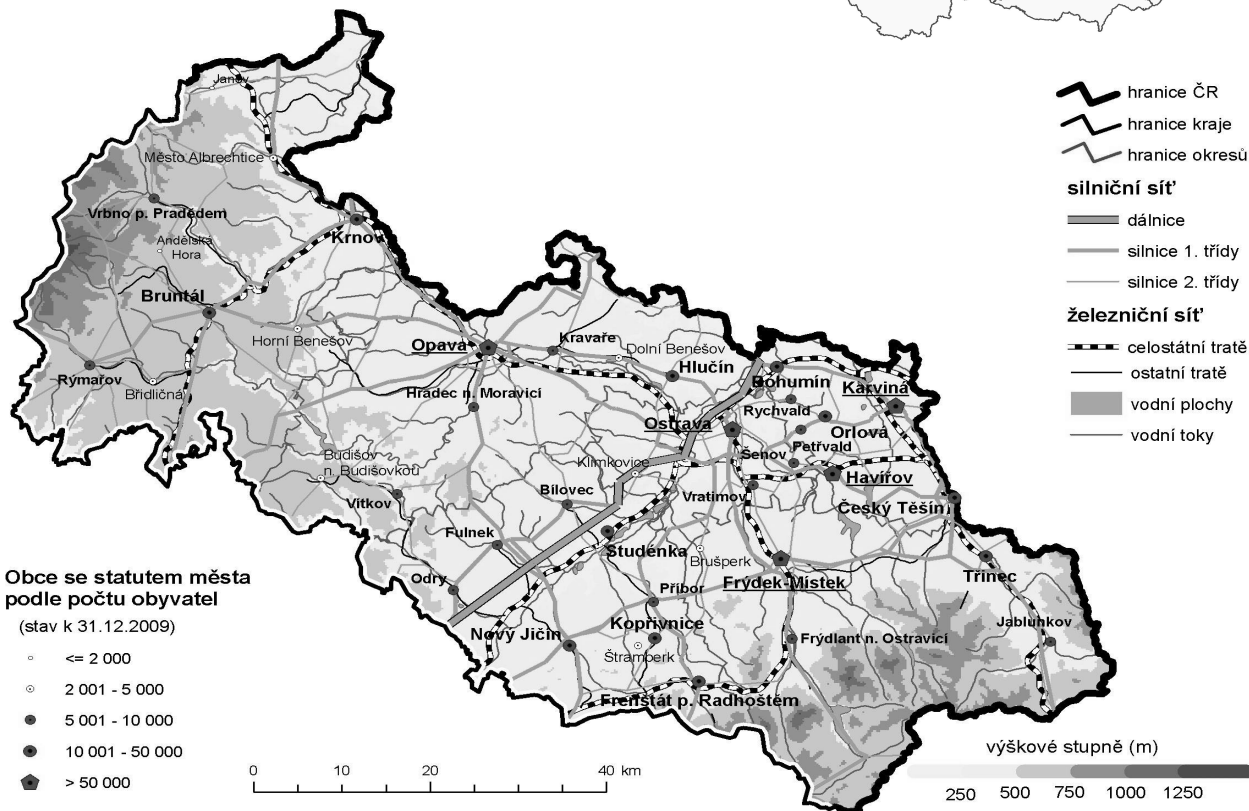 Janov
Město Albrechtice
Vrbno p. Pradědem
Andělská
Hora
Krnov
Bruntál
Horní Benešov
Rýmařov
Břidličná
Opava
Kravaře
Dolní Benešov
Hlučín
Hradec n. Moravicí
Bohumín
Karviná
Rychvald
Ostrava
Orlová
Petřvald
Šenov
Klimkovice
Havířov
Budišov
n. Budišovkou
Vítkov
Bílovec
Vratimov
Český Těšín
Fulnek
Studénka
Brušperk
Odry
Frýdek-Místek
Třinec
Příbor
Nový Jičín
Kopřivnice
Jablunkov
Frýdlant n. Ostravicí
Štramperk
Frenštát p. Radhoštěm
hranice ČR
hranice kraje
hranice okresů
silniční síť
dálnice
silnice 1. třídy
silnice 2. třídy
železniční síť
celostátní tratě
ostatní tratě
vodní plochy
vodní toky
Obce se statutem města
podle počtu obyvatel
(stav k 31.12.2009)
<= 2 000
2 001 - 5 000
5 001 - 10 000
10 001 - 50 000
> 50 000
0 10 20 40 km
výškové stupně (m)
250 500 750 1000 1250